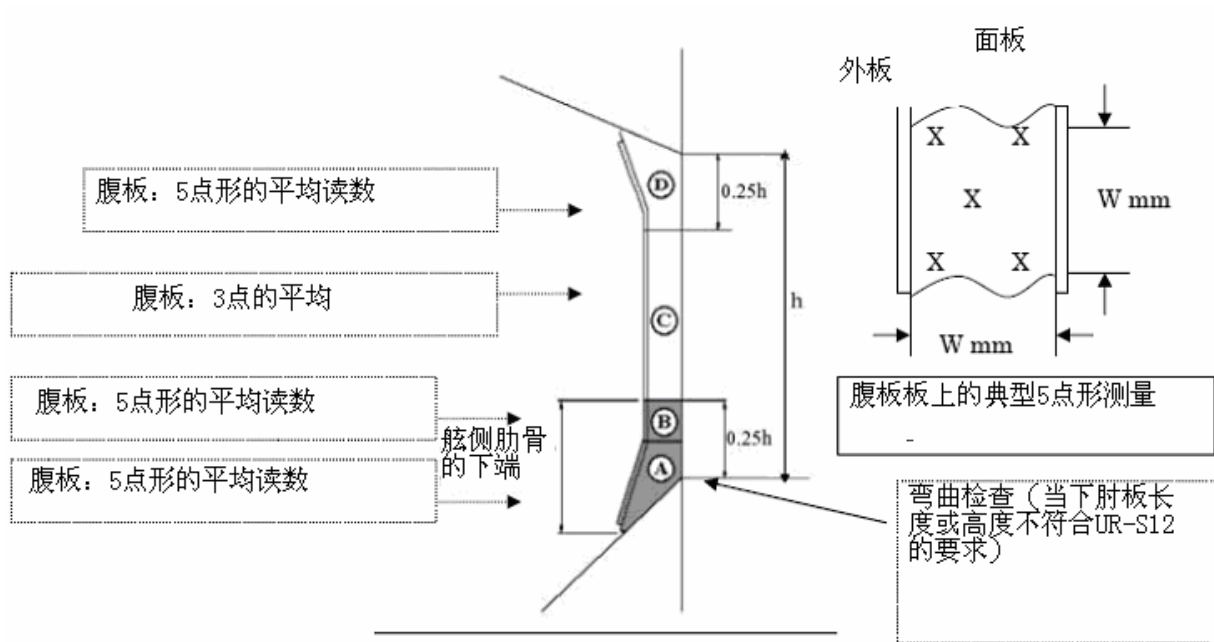 面板
外板
X X
X
X X
W mm
W mm
腹板板上的典型5点形测量
-
腹板：5点形的平均读数
腹板：3点的平均
腹板：5点形的平均读数
腹板：5点形的平均读数
舷侧肋骨
的下端
D
0.25h
C
h
B
0.25h
A
弯曲检查（当下肘板长
度或高度不符合UR-S12
的要求）